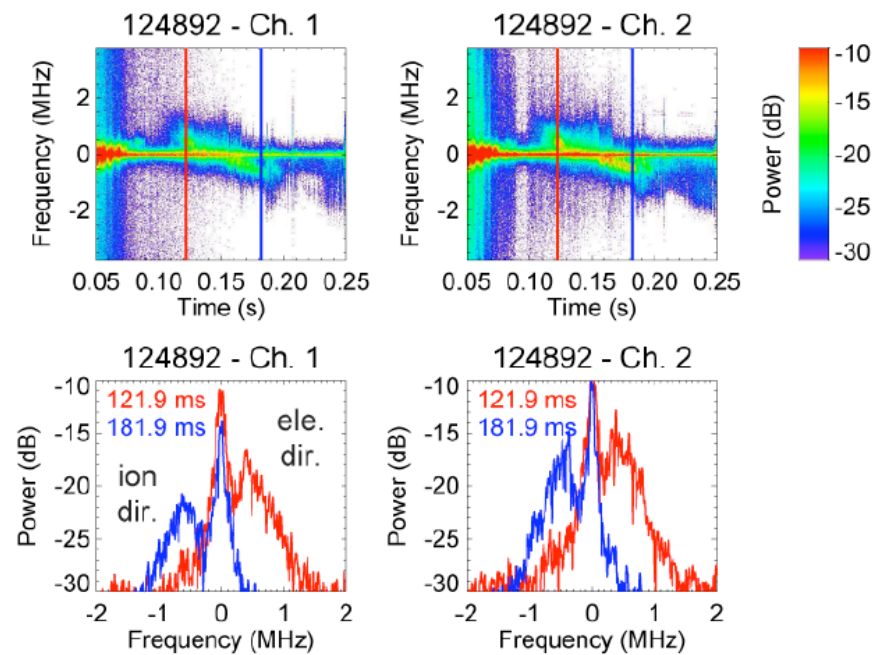 124892 - Ch. 1
124892 - Ch. 2
Frequency (MHz)
2
0
-2
0.05 0.10 0.15 0.20 0.25
Time (s)
Frequency (MHz)
2
0
-2
0.05 0.10 0.15 0.20 0.25
Time (s)
Power (dB)
-10
-15
-20
-25
-30
124892 - Ch. 1
124892 - Ch. 2
Power (dB)
-10
-15
-20
-25
-30
121.9 ms
181.9 ms
ele.
dir.
ion
dir.
-2 -1 0 1 2
Frequency (MHz)
Power (dB)
-10
-15
-20
-25
-30
121.9 ms
181.9 ms
-2 -1 0 1 2
Frequency (MHz)